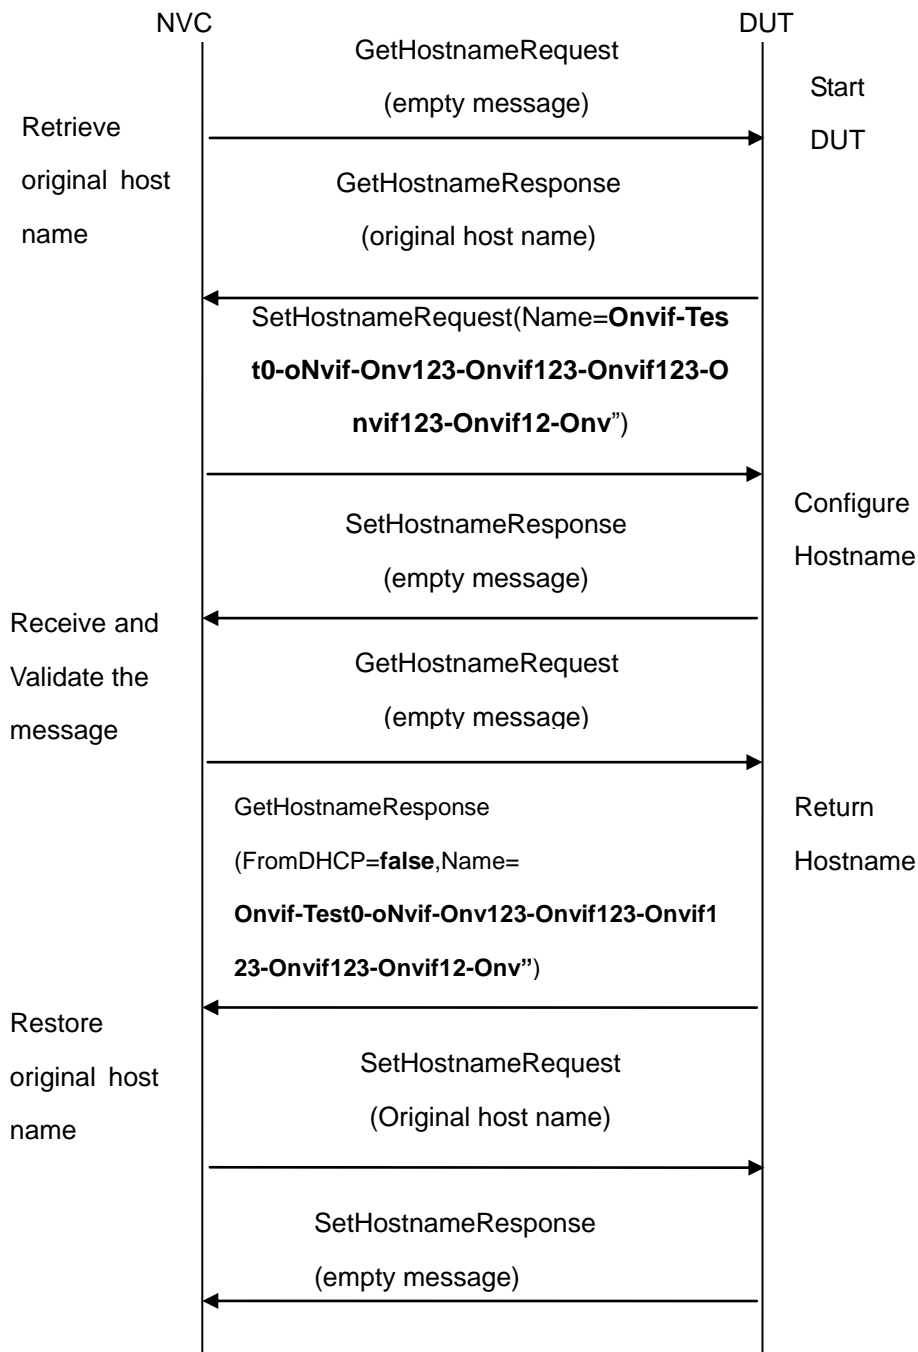 NVC
DUT
GetHostnameRequest
(empty message)
Start
DUT
Retrieve
original host
name
GetHostnameResponse
(original host name)
SetHostnameRequest(Name=Onvif-Tes
t0-oNvif-Onv123-Onvif123-Onvif123-O
nvif123-Onvif12-Onv”)
Configure
Hostname
SetHostnameResponse
(empty message)
Receive and
Validate the
message
GetHostnameRequest
(empty message)
Return
Hostname
GetHostnameResponse
(FromDHCP=false,Name=
Onvif-Test0-oNvif-Onv123-Onvif123-Onvif1
23-Onvif123-Onvif12-Onv”)
Restore
original host
name
SetHostnameRequest
(Original host name)
SetHostnameResponse
(empty message)